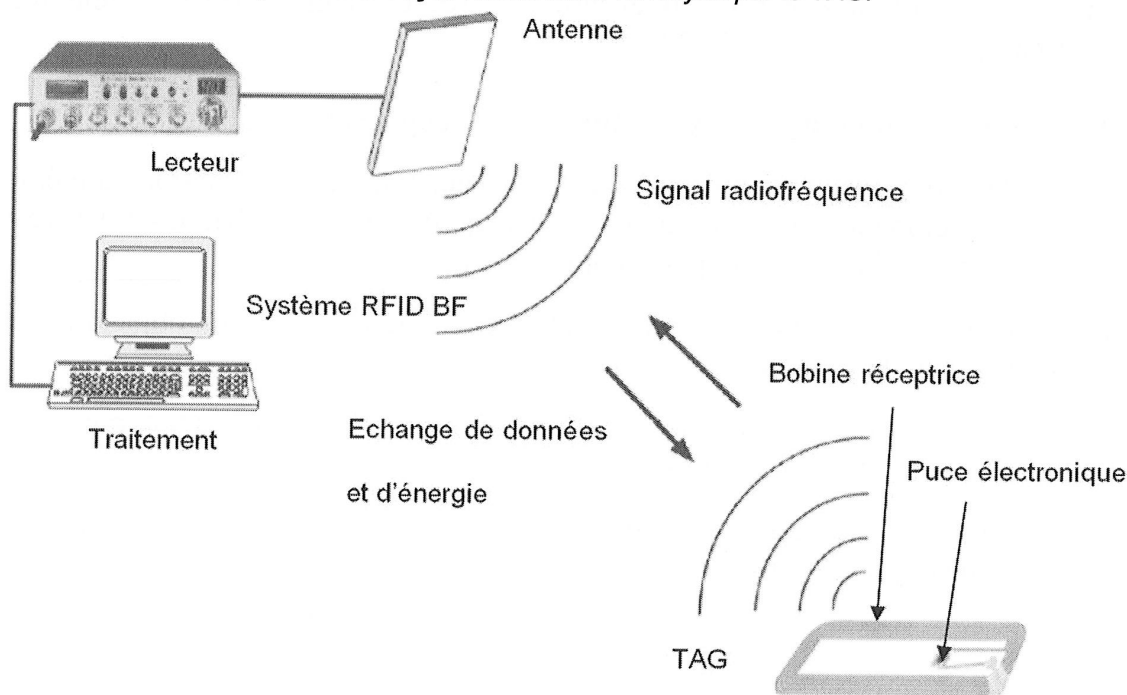 Antenne
Lecteur
Signal radiofréquence
Système RFID BF
Bobine réceptrice
Traitement
Echange de données
et d'énergie
Puce électronique
TAG